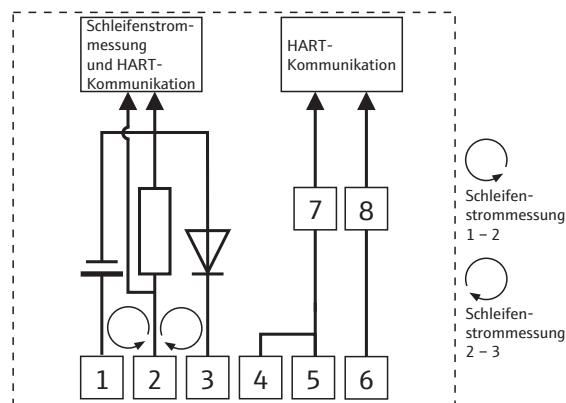 Schleifenstrom-
messung
und HART-
Kommunikation
HART-
Kommunikation
7
8
1
2
3
4
5
6
Schleifen-
strommessung
1 – 2
Schleifen-
strommessung
2 – 3